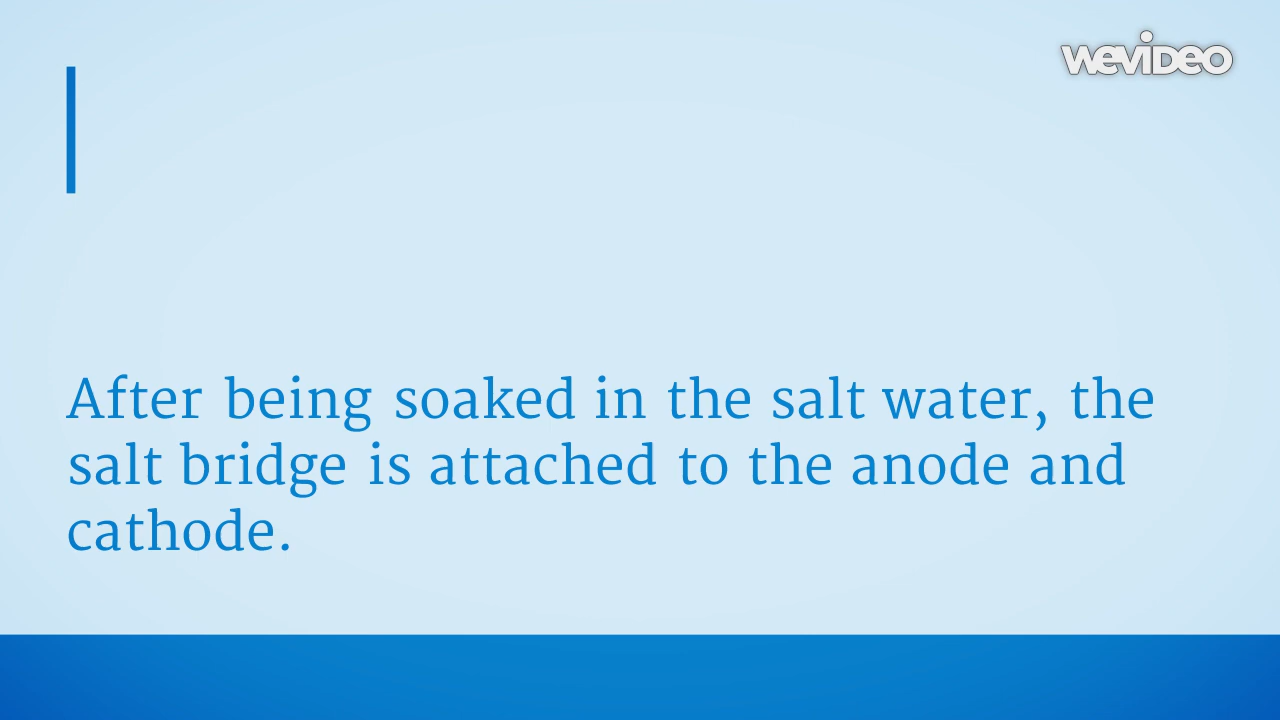 wevideo
After being soaked in the salt water, the
salt bridge is attached to the anode and
cathode.